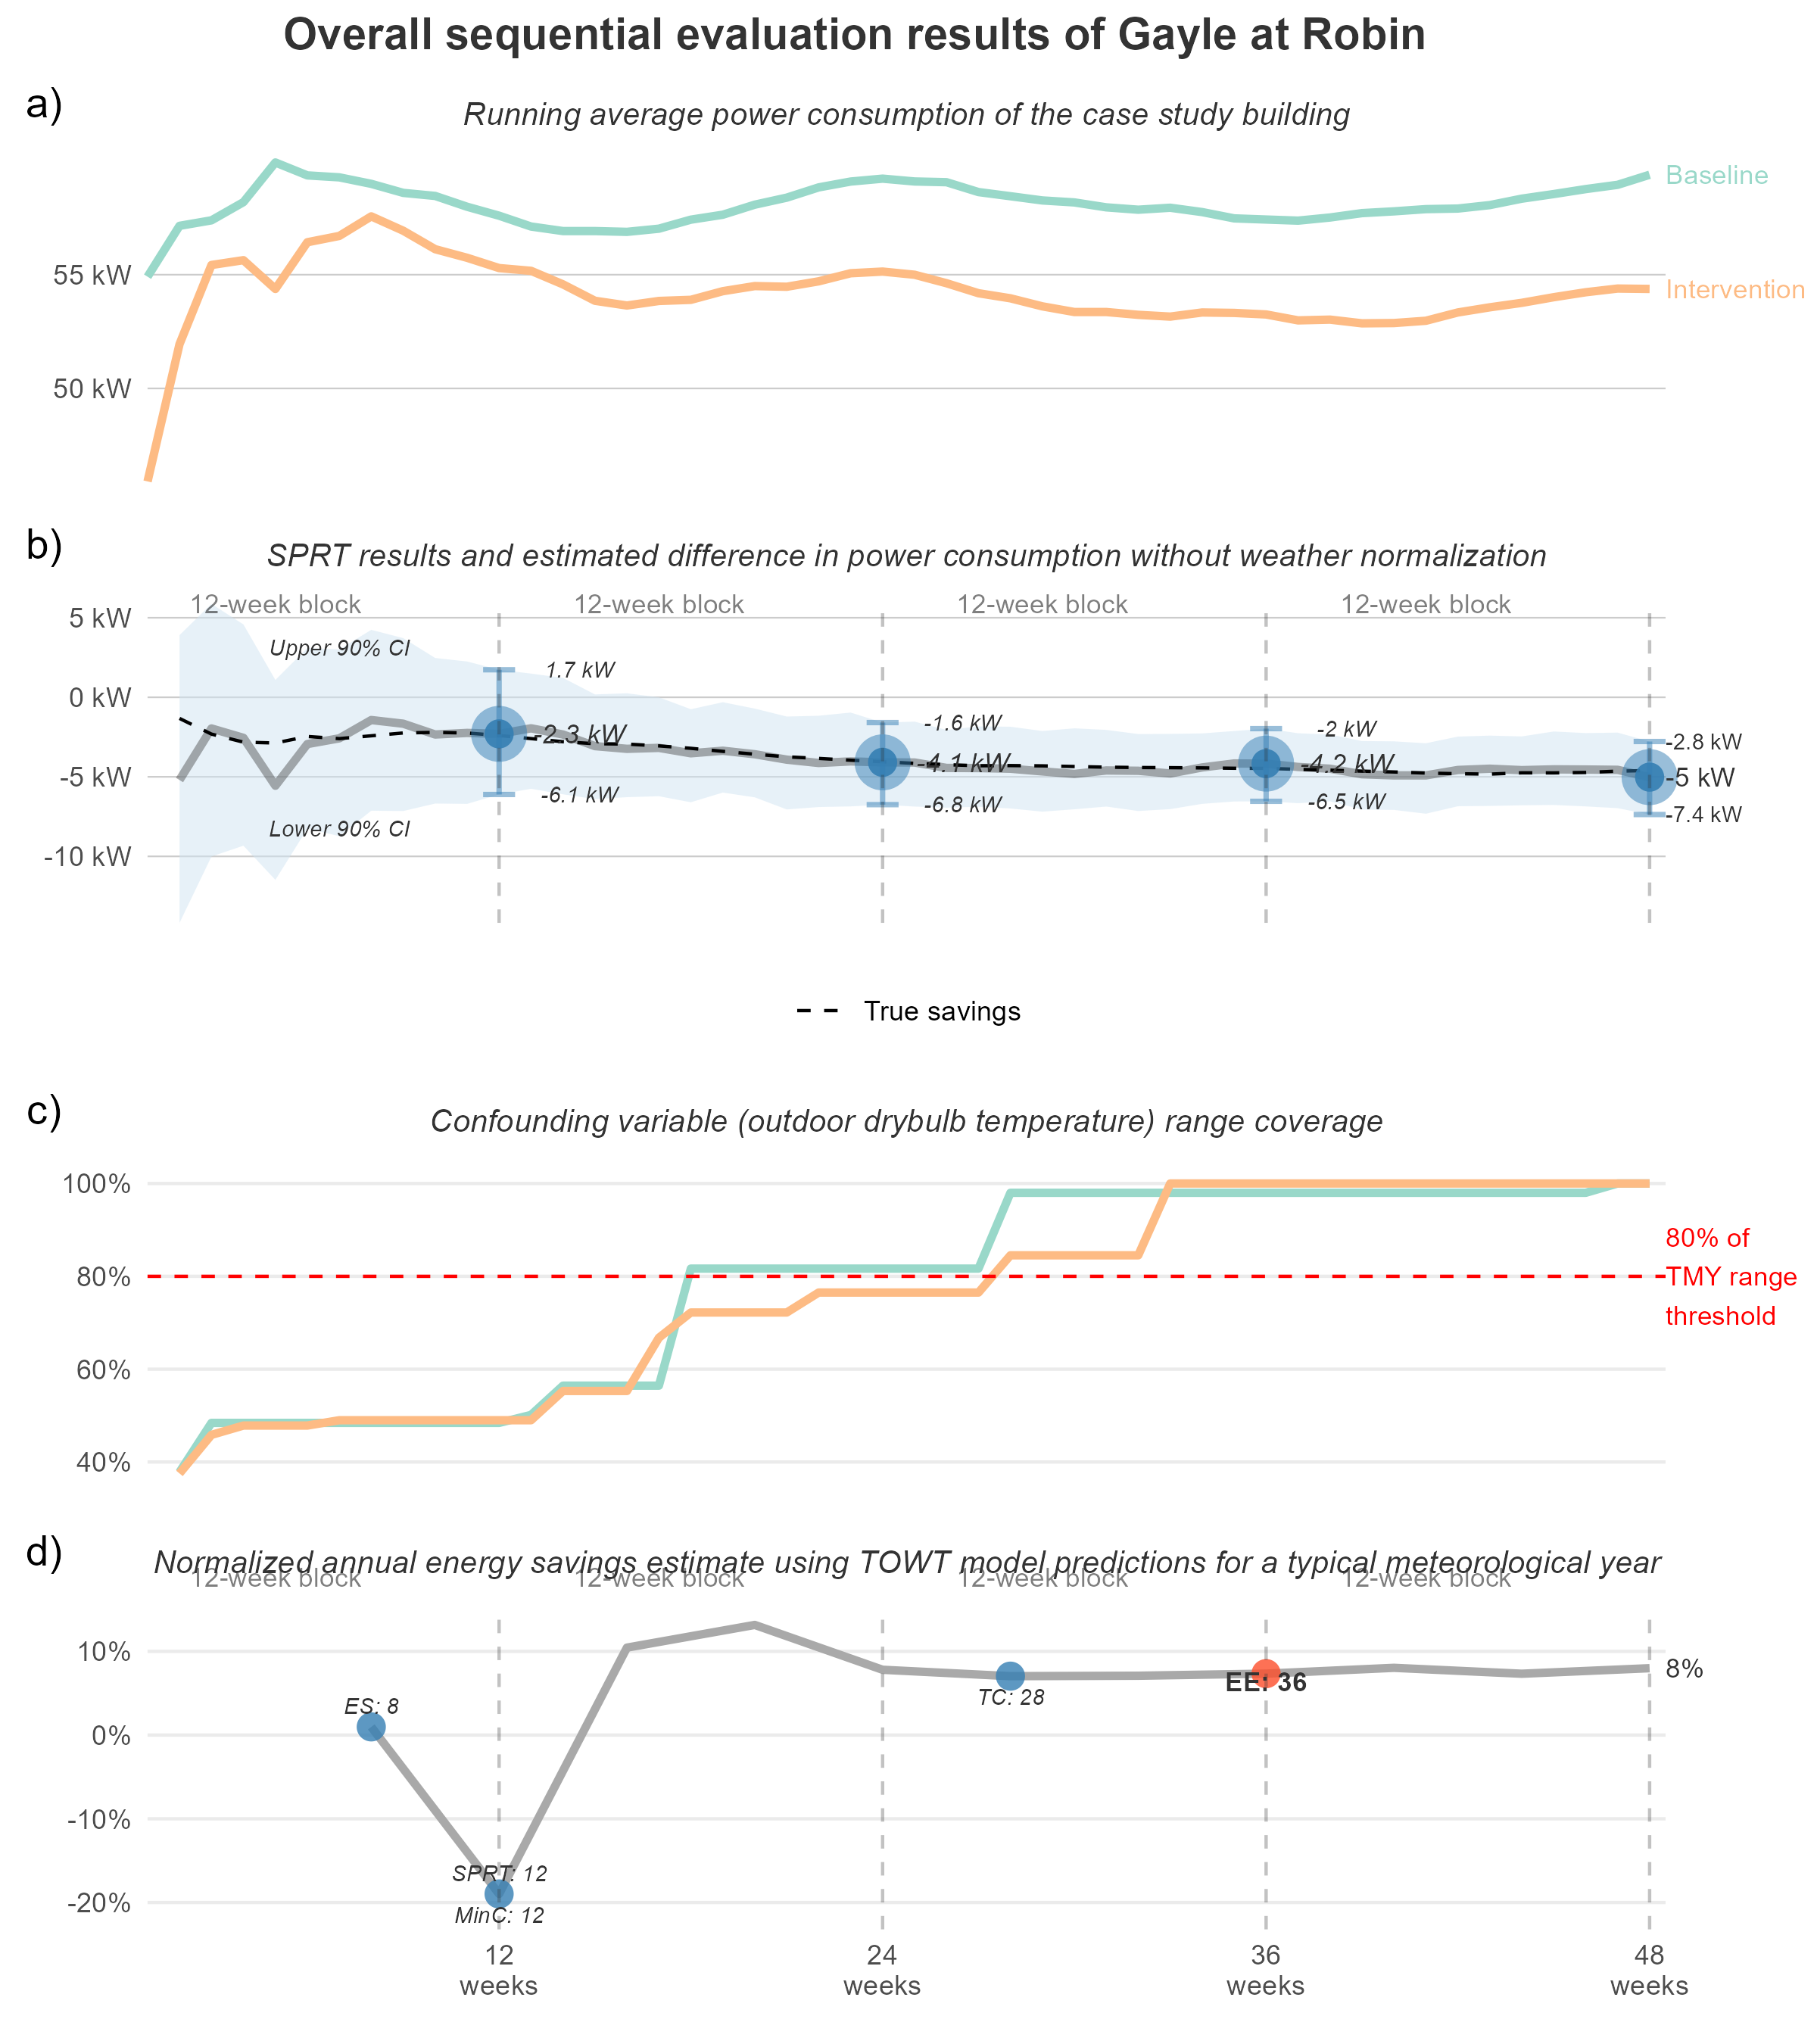 Overall sequential evaluation results of Gayle at Robin
a)
Running average power consumption of the case study building
Baseline
55 kW
Intervention
50 kW
b)
SPRT results and estimated difference in power consumption without weather normalization
12-week block
12-week block
12-week block
12-week block
5 kW
Upper 90% CI
1.7 kW
0 kW
-1.6 kW
-2 kW
-2.3 kW
-2.8 kW
-4.1 kW
-4.2 kW
-5 kW
-5 kW
-6.1 kW
-6.8 kW
-6.5 kW
-7.4 kW
Lower 90% CI
-10 kW
True savings
c)
Confounding variable (outdoor drybulb temperature) range coverage
100%
80% of
TMY range
threshold
80%
60%
40%
d)
Normalized annual energy savings estimate using TOWT model predictions for a typical meteorological year
12-week block
12-week block
12-week block
12-week block
10%
8%
EE: 36
TC: 28
ES: 8
0%
-10%
SPRT: 12
-20%
MinC: 12
12
weeks
24
weeks
36
weeks
48
weeks